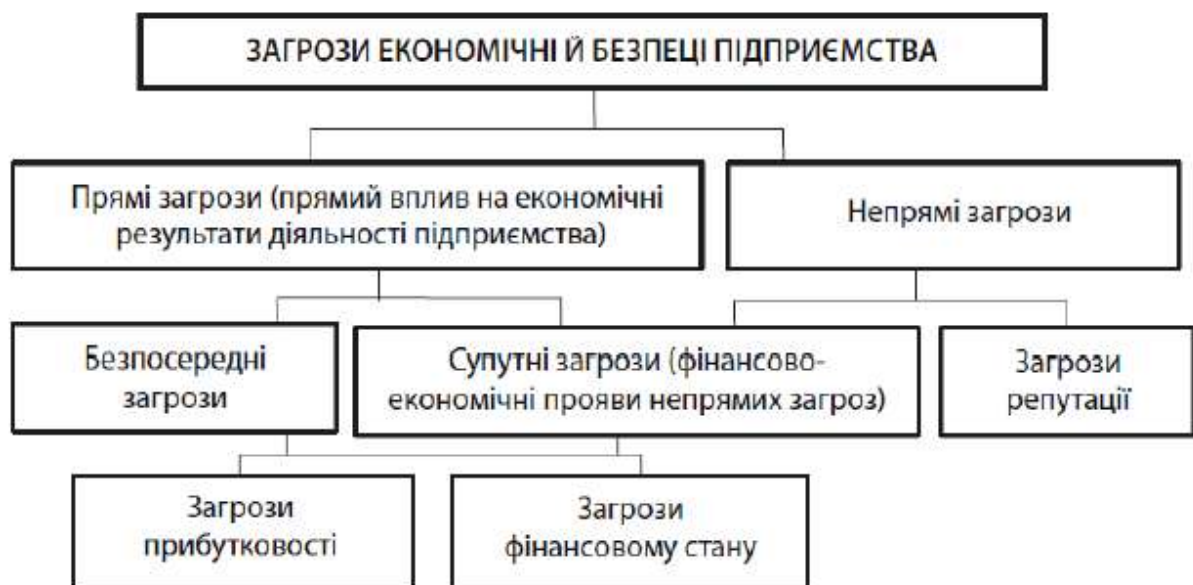 ЗАГРОЗИ ЕКОНОМІЧНІ Й БЕЗПЕЦІ ПІДПРИЄМСТВА
Прямі загрози (прямий вплив на економічні
результати діяльності підприємства)
Непрямі загрози
Безпосередні
загрози
Супутні загрози (фінансово-
економічні прояви непрямих загроз)
Загрози
репутації
Загрози
прибутковості
Загрози
фінансовому стану